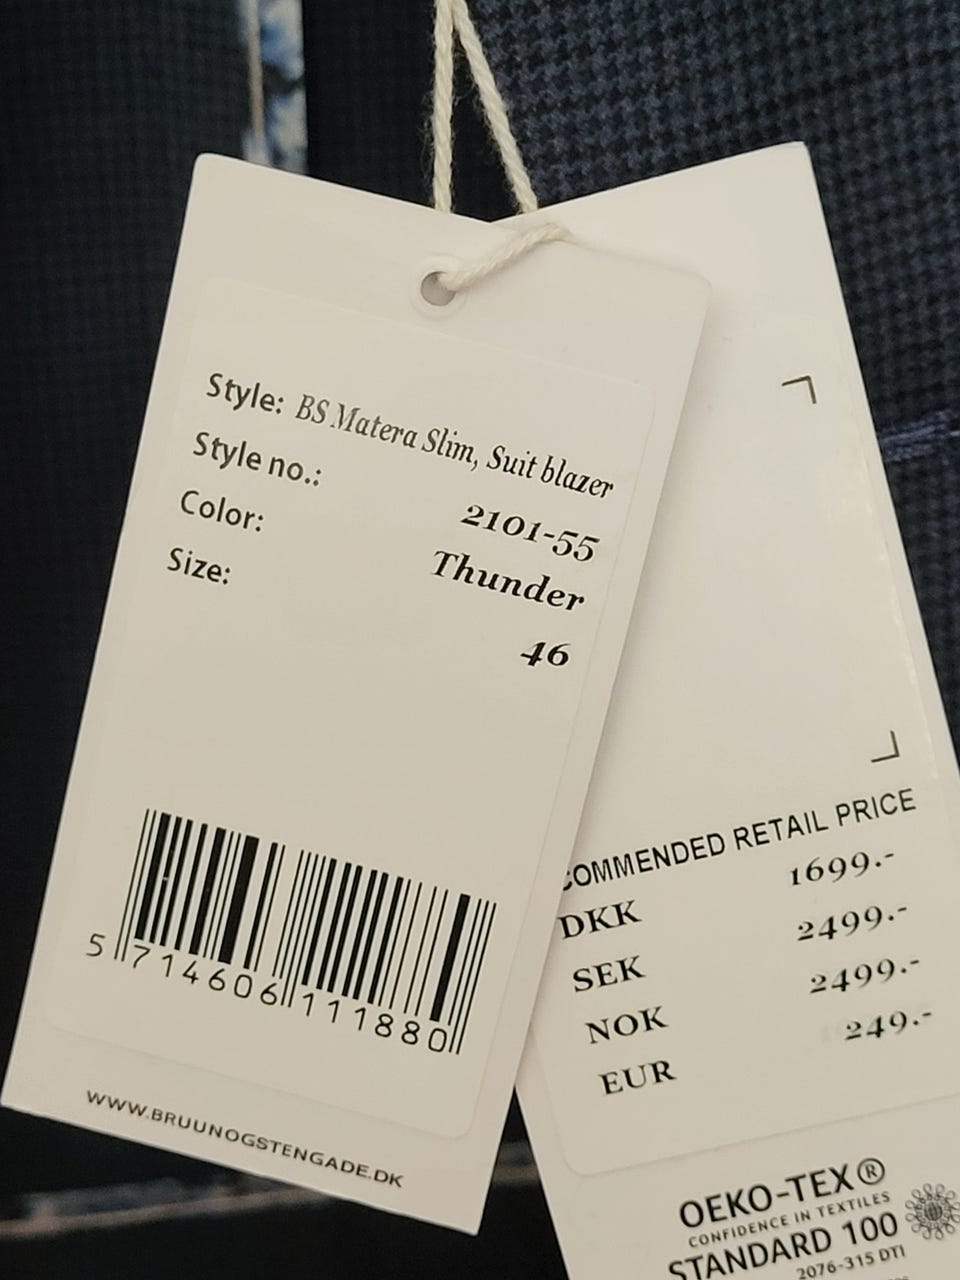 Style: BS Matera Slim, Suit blazer
Style no.: 2101-55
Color: Thunder
Size: 46
5 714606 111880
WWW.BRUUNOGSTENGADE.DK
COMMENDED RETAIL PRICE
DKK 1699.-
SEK 2499.-
NOK 2499.-
EUR 249.-
OEKO-TEX®
CONFIDENCE IN TEXTILES
STANDARD 100
2076-315 DTI